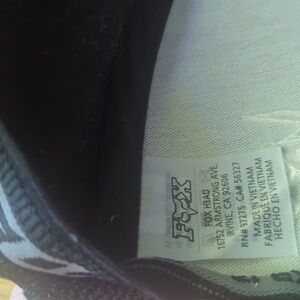 FOX
FOX HEAD
16752 ARMSTRONG AVE.
IRVINE, CA 92606
RN# 97275 CA# 56327
MADE IN VIETNAM
FABRIQUÉ EN VIETNAM
HECHO EN VIETNAM